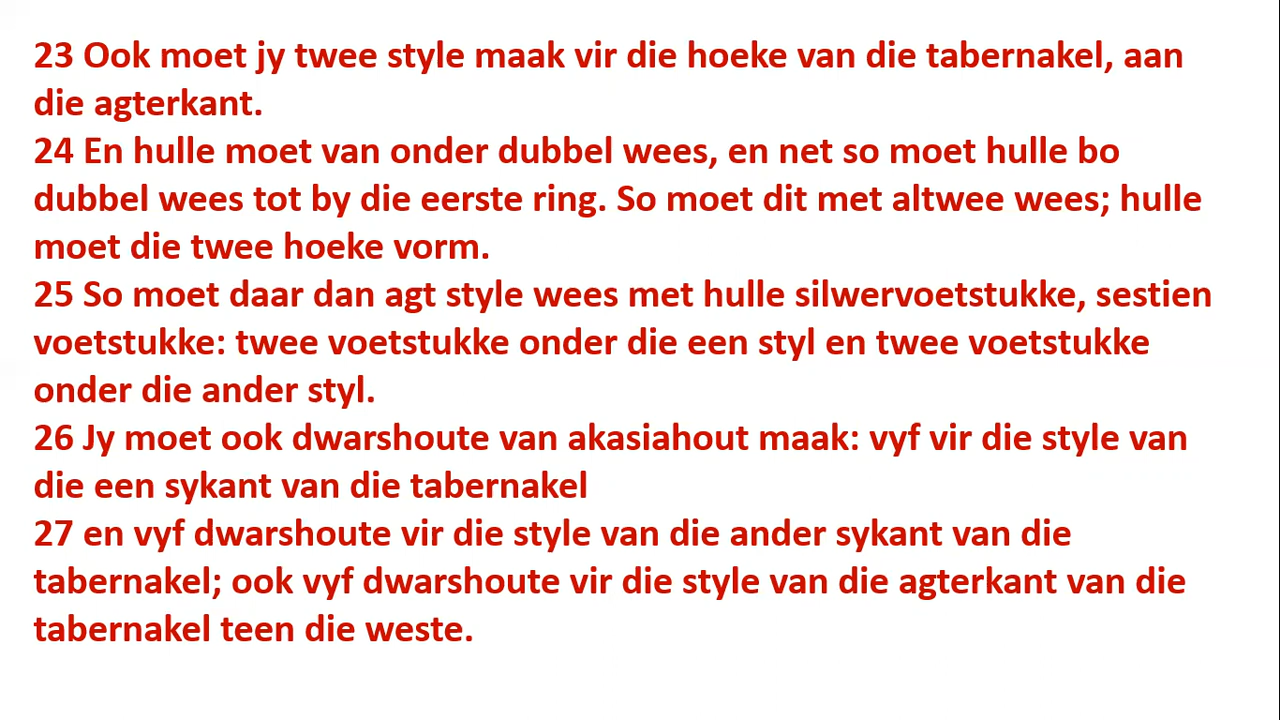 23 Ook moet jy twee style maak vir die hoeke van die tabernakel, aan
die agterkant.
24 En hulle moet van onder dubbel wees, en net so moet hulle bo
dubbel wees tot by die eerste ring. So moet dit met altwee wees; hulle
moet die twee hoeke vorm.
25 So moet daar dan agt style wees met hulle silwervoetstukke, sestien
voetstukke: twee voetstukke onder die een styl en twee voetstukke
onder die ander styl.
26 Jy moet ook dwarshoute van akasiahout maak: vyf vir die style van
die een sykant van die tabernakel
27 en vyf dwarshoute vir die style van die ander sykant van die
tabernakel; ook vyf dwarshoute vir die style van die agterkant van die
tabernakel teen die weste.